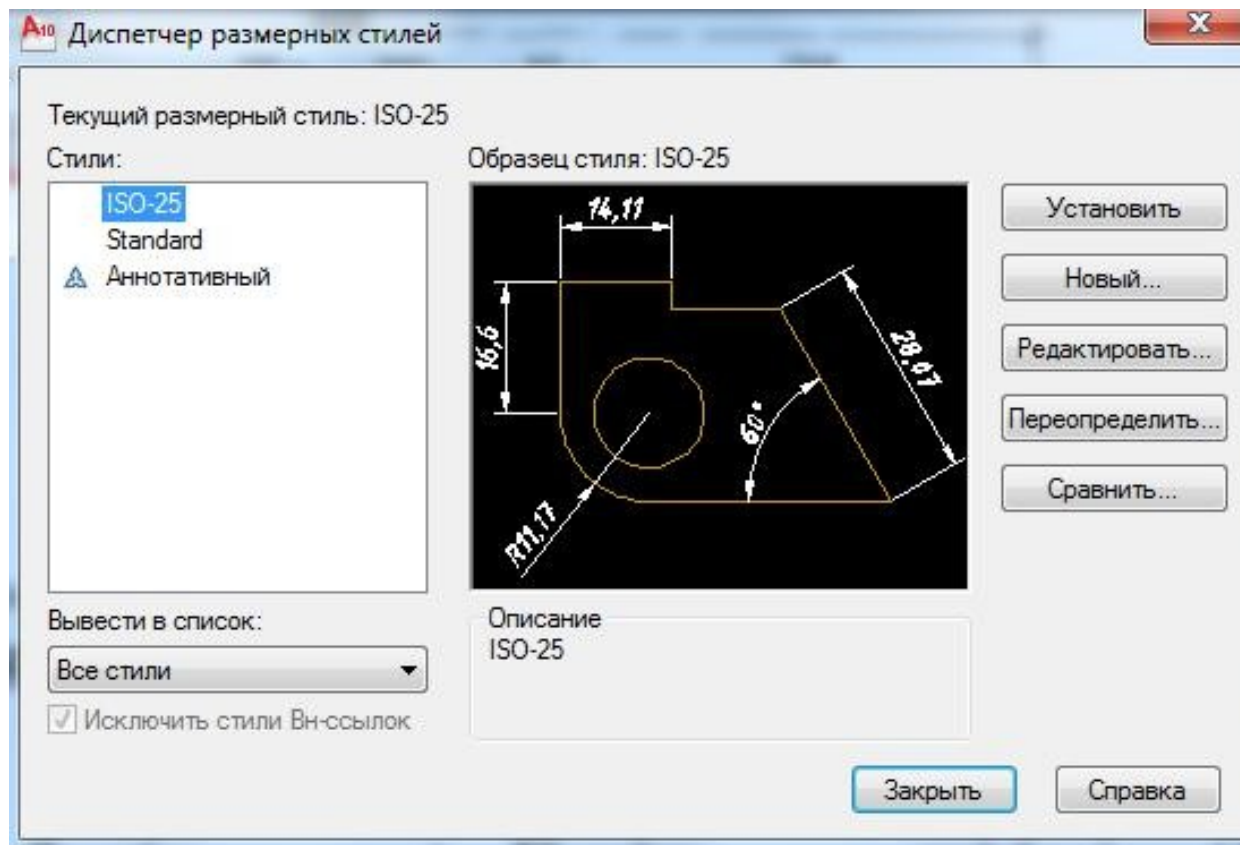 A10 Диспетчер размерных стилей
X
Текущий размерный стиль: ISO-25
Стили:
ISO-25
Standard
Аннотативный
Образец стиля: ISO-25
14,11
16,6
28,07
60°
R11,17
Установить
Новый...
Редактировать...
Переопределить...
Сравнить...
Вывести в список:
Все стили
Исключить стили Вн-ссылок
Описание
ISO-25
Закрыть
Справка